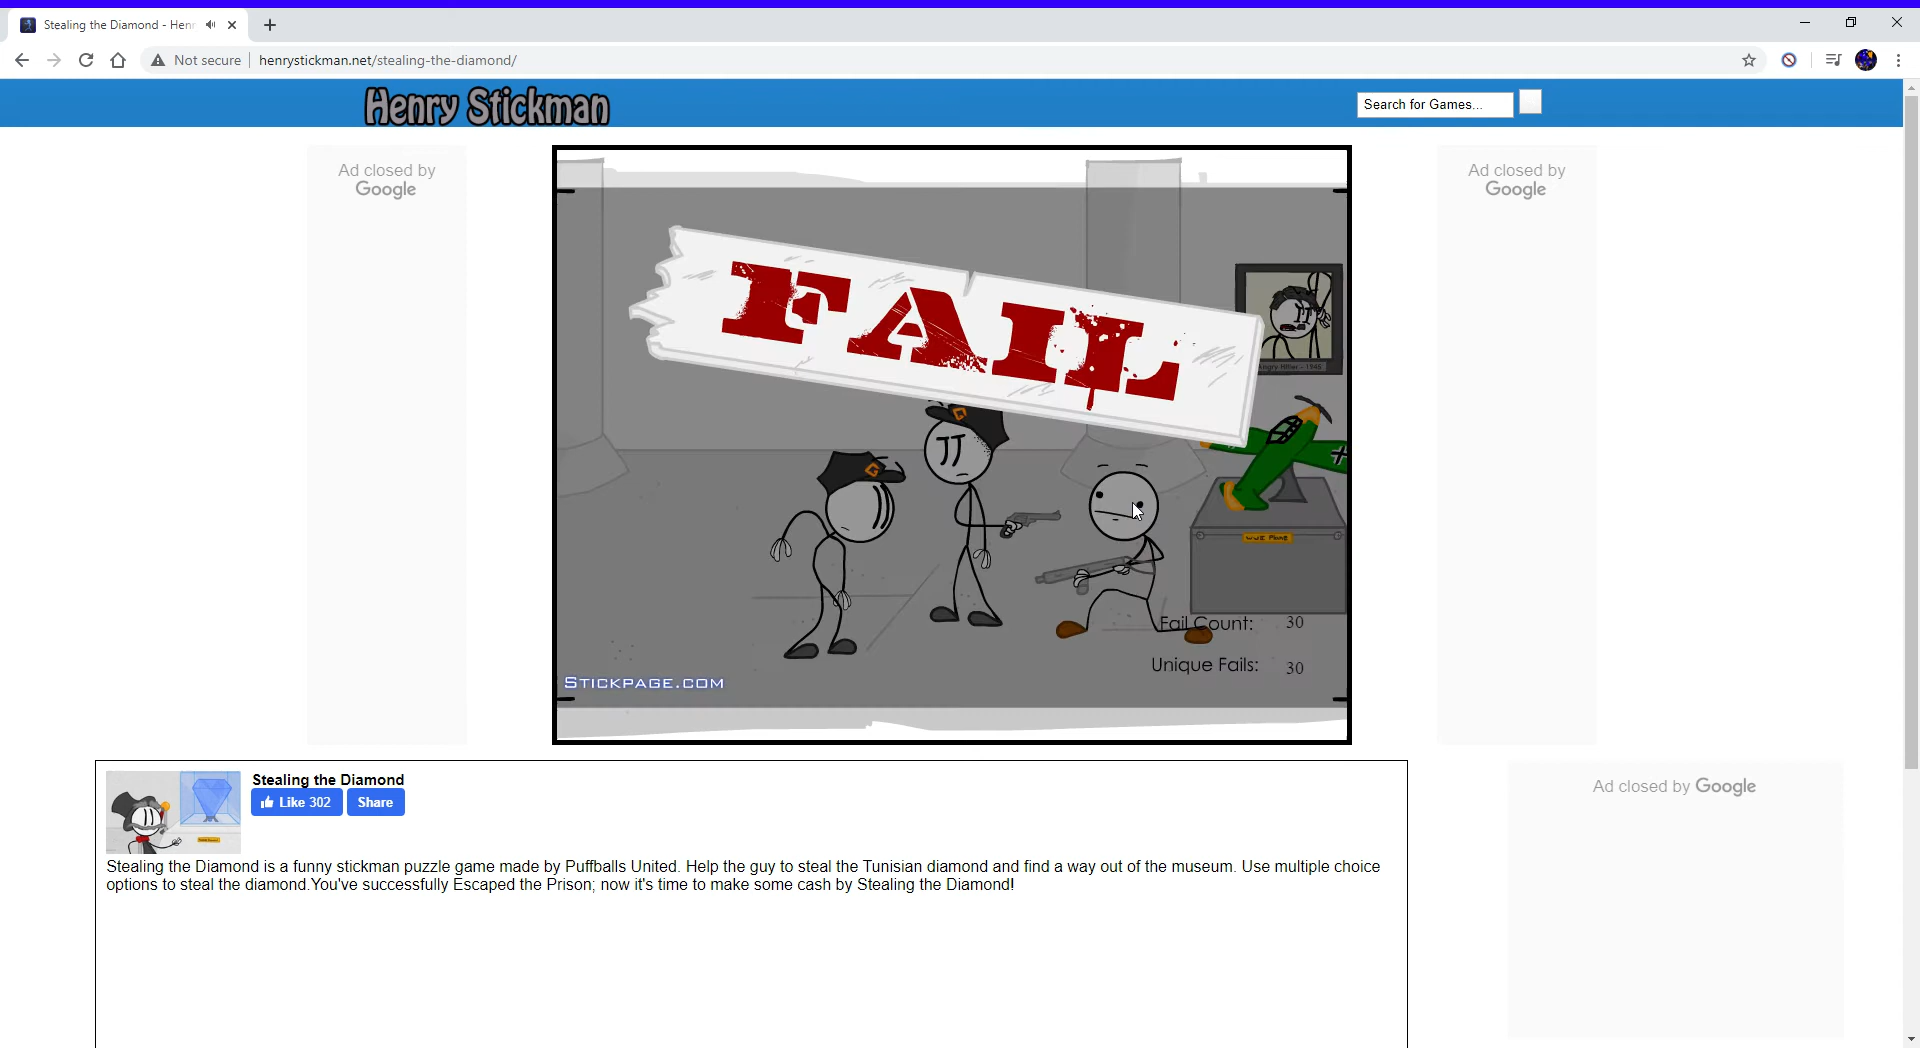 Stealing the Diamond - Henr
Not secure
henrystickman.net/stealing-the-diamond/
Henry Stickman
Search for Games...
Ad closed by
Google
Ad closed by
Google
FAIL
Angry Hitler - 1945
G
G
WWII Plane
Fail Count: 30
Unique Fails: 30
STICKPAGE.COM
Stealing the Diamond
Like 302
Share
Ad closed by Google
Stealing the Diamond is a funny stickman puzzle game made by Puffballs United. Help the guy to steal the Tunisian diamond and find a way out of the museum. Use multiple choice
options to steal the diamond.You've successfully Escaped the Prison; now it's time to make some cash by Stealing the Diamond!